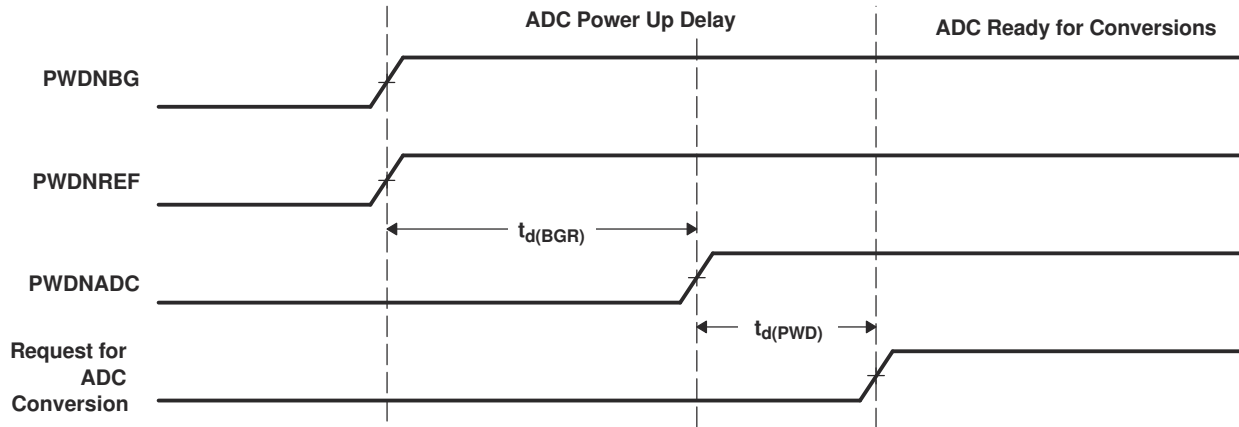 ADC Power Up Delay
ADC Ready for Conversions
PWDNBG
PWDNREF
td(BGR)
PWDNADC
td(PWD)
Request for
ADC
Conversion